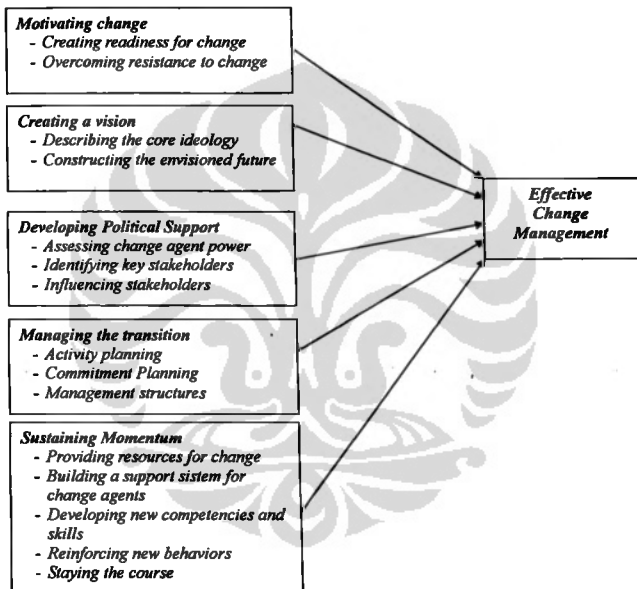 Motivating change
- Creating readiness for change
- Overcoming resistance to change
Creating a vision
- Describing the core ideology
- Constructing the envisioned future
Developing Political Support
- Assessing change agent power
- Identifying key stakeholders
- Influencing stakeholders
Managing the transition
- Activity planning
- Commitment Planning
- Management structures
Sustaining Momentum
- Providing resources for change
- Building a support sistem for
change agents
- Developing new competencies and
skills
- Reinforcing new behaviors
- Staying the course
Effective
Change
Management